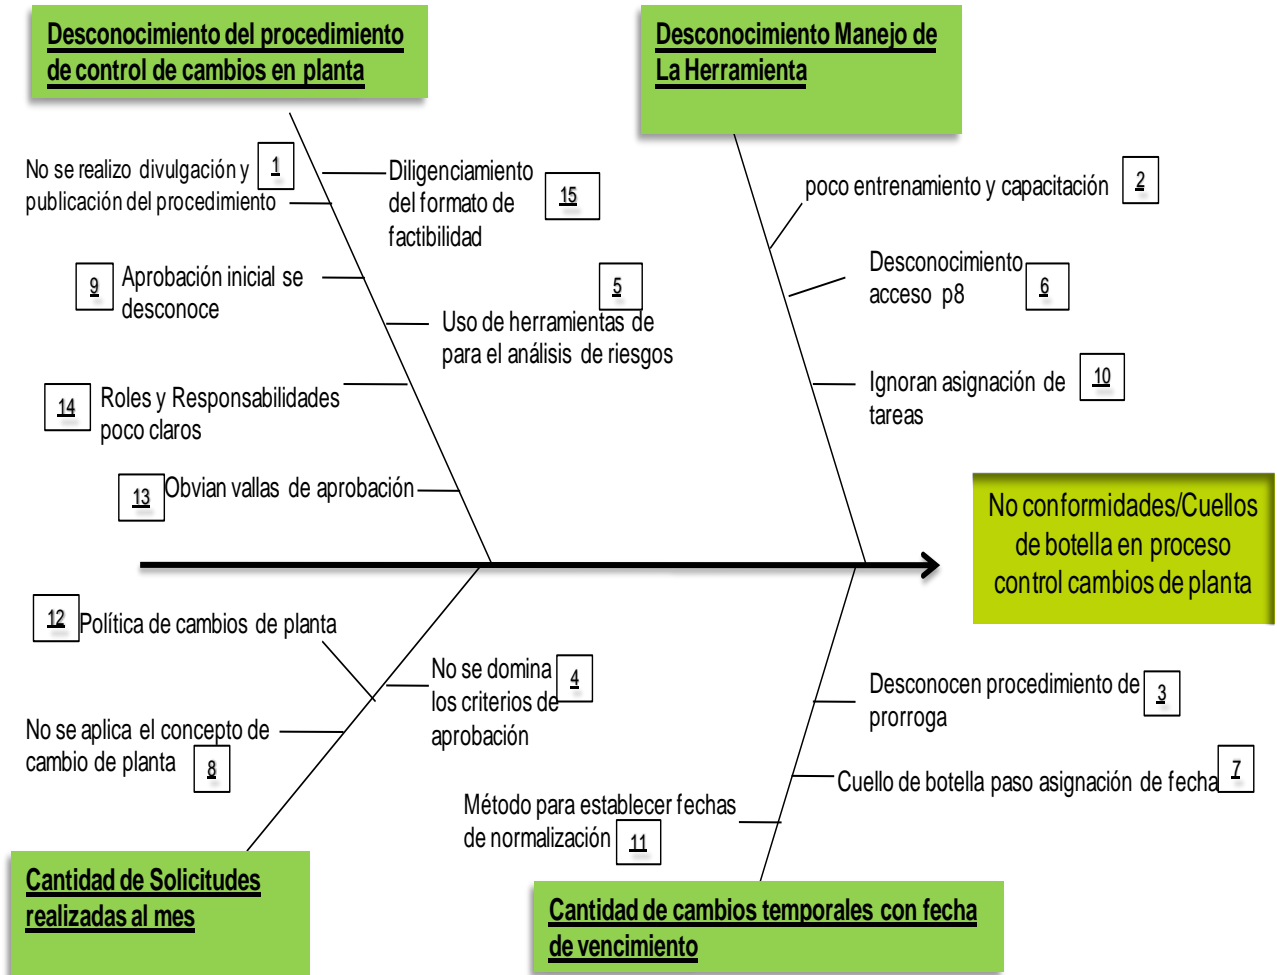 Desconocimiento del procedimiento
de control de cambios en planta
Desconocimiento Manejo de
La Herramienta
No se realizo divulgación y
publicación del procedimiento
1
Diligenciamiento
del formato de
factibilidad
15
poco entrenamiento y capacitación
2
9
Aprobación inicial se
desconoce
5
Uso de herramientas de
para el análisis de riesgos
Desconocimiento
acceso p8
6
14
Roles y Responsabilidades
poco claros
Ignoran asignación de
tareas
10
13
Obvian vallas de aprobación
No conformidades/Cuellos
de botella en proceso
control cambios de planta
12
Política de cambios de planta
No se domina
los criterios de
aprobación
4
Desconocen procedimiento de
prorroga
3
No se aplica el concepto de
cambio de planta
8
Cuello de botella paso asignación de fecha
7
Método para establecer fechas
de normalización
11
Cantidad de Solicitudes
realizadas al mes
Cantidad de cambios temporales con fecha
de vencimiento